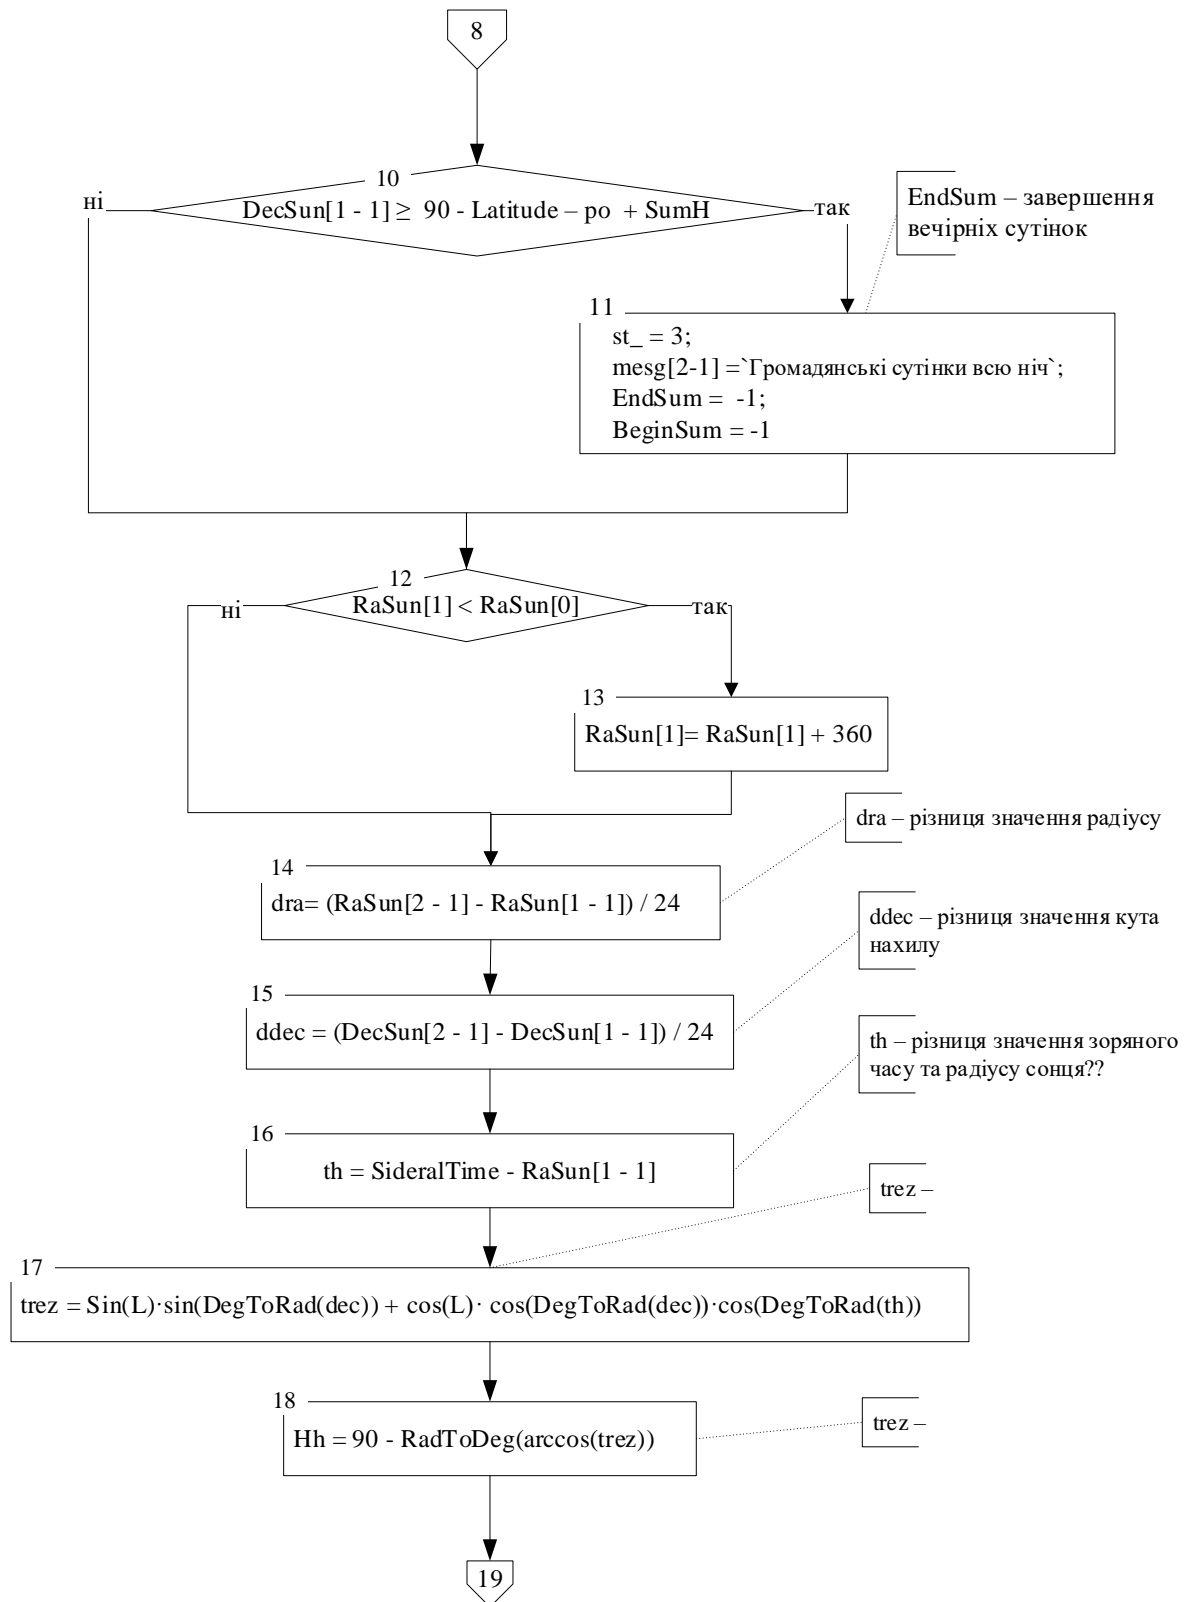 8
10
ні
DecSun[1 - 1] ≥ 90 - Latitude – po + SumH
так
EndSum – завершення
вечірніх сутінок
11
st_ = 3;
mesg[2-1] =`Громадянські сутінки всю ніч`;
EndSum = -1;
BeginSum = -1
12
ні
RaSun[1] < RaSun[0]
так
13
RaSun[1]= RaSun[1] + 360
dra – різниця значення радіусу
14
dra= (RaSun[2 - 1] - RaSun[1 - 1]) / 24
ddec – різниця значення кута
нахилу
15
ddec = (DecSun[2 - 1] - DecSun[1 - 1]) / 24
th – різниця значення зоряного
часу та радіусу сонця??
16
th = SideralTime - RaSun[1 - 1]
trez –
17
trez = Sin(L)·sin(DegToRad(dec)) + cos(L)· cos(DegToRad(dec))·cos(DegToRad(th))
18
Hh = 90 - RadToDeg(arccos(trez))
trez –
19